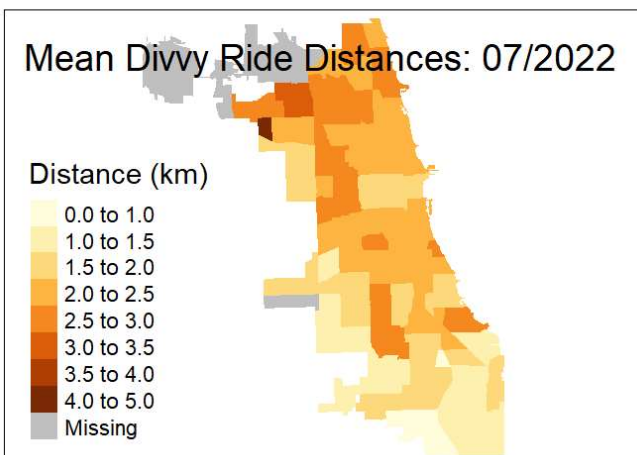 Mean Divvy Ride Distances: 07/2022
Distance (km)
0.0 to 1.0
1.0 to 1.5
1.5 to 2.0
2.0 to 2.5
2.5 to 3.0
3.0 to 3.5
3.5 to 4.0
4.0 to 5.0
Missing